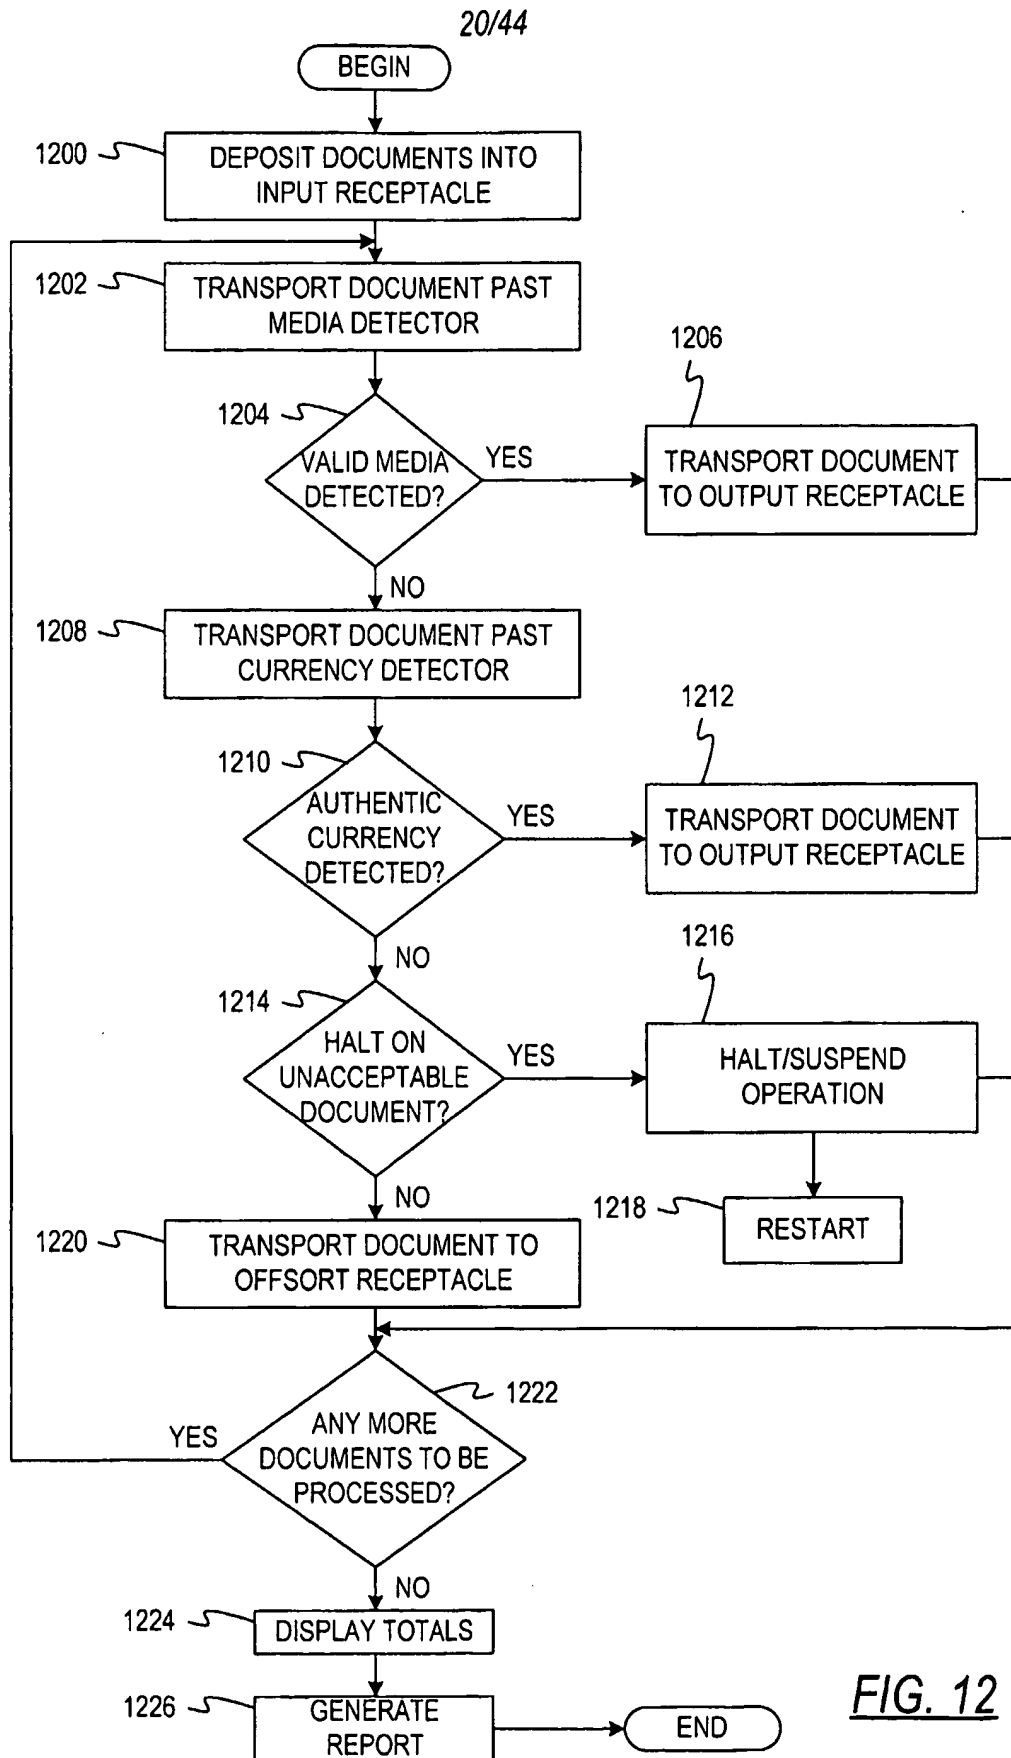 20/44
BEGIN
1200
DEPOSIT DOCUMENTS INTO
INPUT RECEPTACLE
1202
TRANSPORT DOCUMENT PAST
MEDIA DETECTOR
1204
VALID MEDIA
DETECTED?
YES
1206
TRANSPORT DOCUMENT
TO OUTPUT RECEPTACLE
NO
1208
TRANSPORT DOCUMENT PAST
CURRENCY DETECTOR
1210
AUTHENTIC
CURRENCY
DETECTED?
YES
1212
TRANSPORT DOCUMENT
TO OUTPUT RECEPTACLE
NO
1214
HALT ON
UNACCEPTABLE
DOCUMENT?
YES
1216
HALT/SUSPEND
OPERATION
1218
RESTART
NO
1220
TRANSPORT DOCUMENT TO
OFFSORT RECEPTACLE
1222
ANY MORE
DOCUMENTS TO BE
PROCESSED?
YES
NO
1224
DISPLAY TOTALS
1226
GENERATE
REPORT
END
FIG. 12